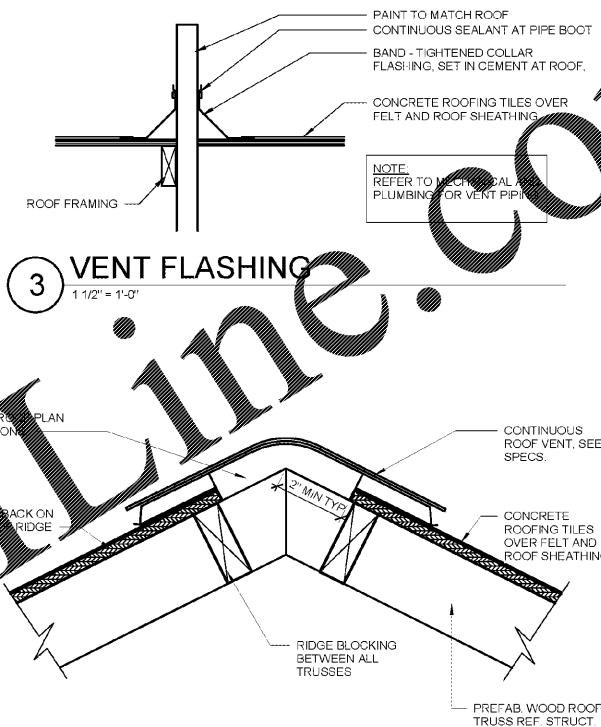 PAINT TO MATCH ROOF
CONTINUOUS SEALANT AT PIPE BOOT
BAND - TIGHTENED COLLAR
FLASHING, SET IN CEMENT AT ROOF,
CONCRETE ROOFING TILES OVER
FELT AND ROOF SHEATHING
NOTE:
REFER TO MECHANICAL AND
PLUMBING FOR VENT PIPING
ROOF FRAMING
3 VENT FLASHING
1 1/2" = 1'-0"
Line.co
PLAN
CONTINUOUS
ROOF VENT, SEE
SPECS.
2" MIN TYP.
BACK ON
RIDGE
CONCRETE
ROOFING TILES
OVER FELT AND
ROOF SHEATHING
RIDGE BLOCKING
BETWEEN ALL
TRUSSES
PREFAB. WOOD ROOF
TRUSS REF. STRUCT.